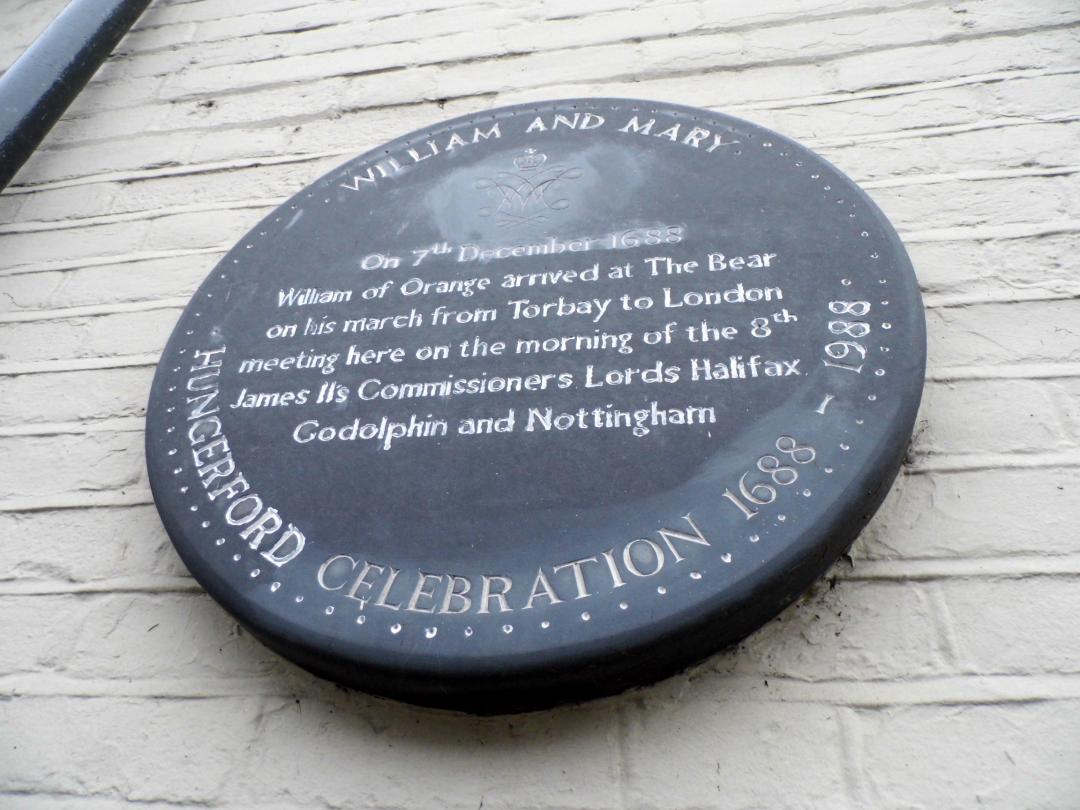 WILLIAM AND MARY
On 7th December 1688
William of Orange arrived at The Bear
on his march from Torbay to London
meeting here on the morning of the 8th
James II's Commissioners Lords Halifax
Godolphin and Nottingham
HUNGERFORD CELEBRATION 1688 - 1988